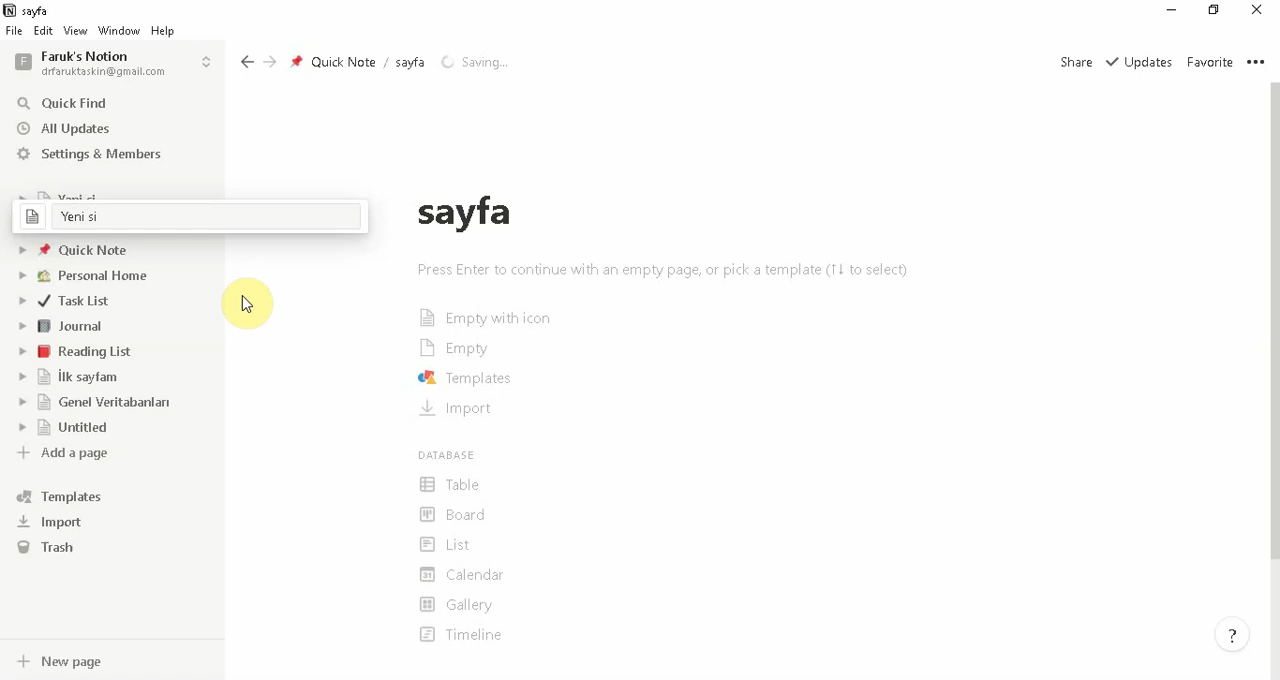 sayfa
File Edit View Window Help
F Faruk's Notion
drfaruktaskin@gmail.com
Quick Note / sayfa Saving...
Share Updates Favorite
Quick Find
All Updates
Settings & Members
Yeni si
Yeni si
Quick Note
Personal Home
Task List
Journal
Reading List
İlk sayfam
Genel Veritabanları
Untitled
Add a page
Templates
Import
Trash
New page
sayfa
Press Enter to continue with an empty page, or pick a template (↑↓ to select)
Empty with icon
Empty
Templates
Import
DATABASE
Table
Board
List
31 Calendar
Gallery
Timeline
?